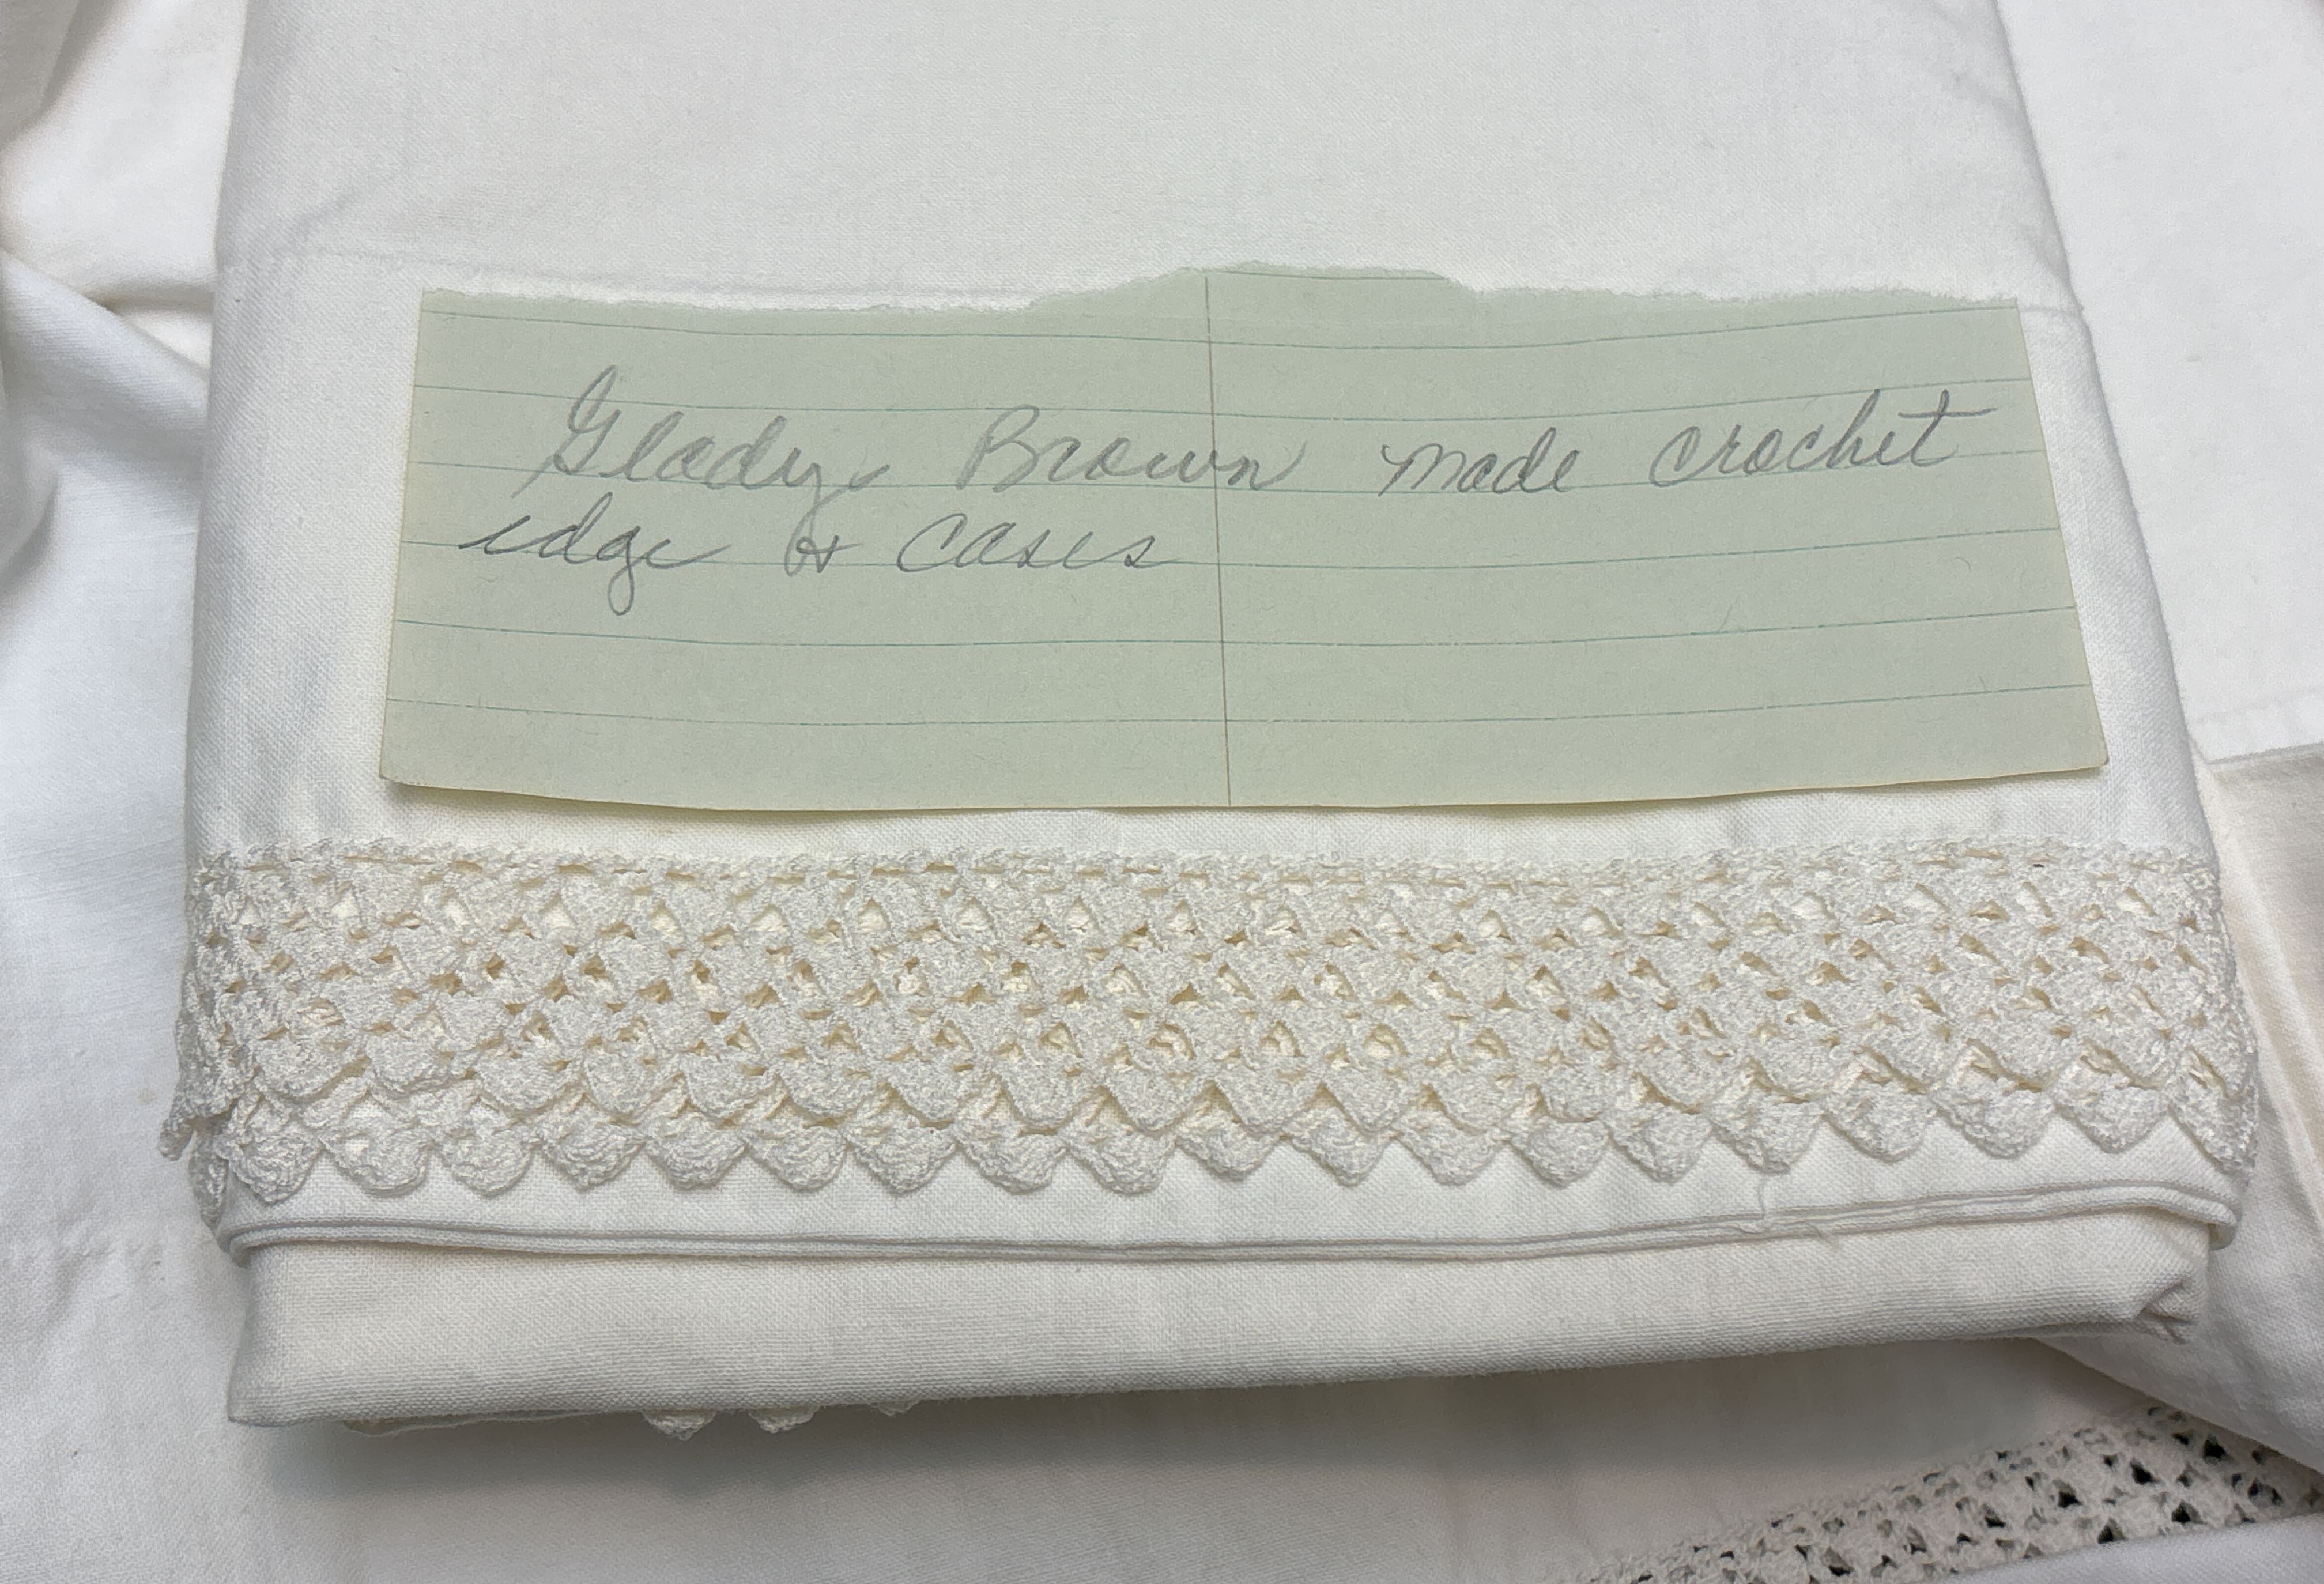 Gladys Brown made crochet
edge & cases